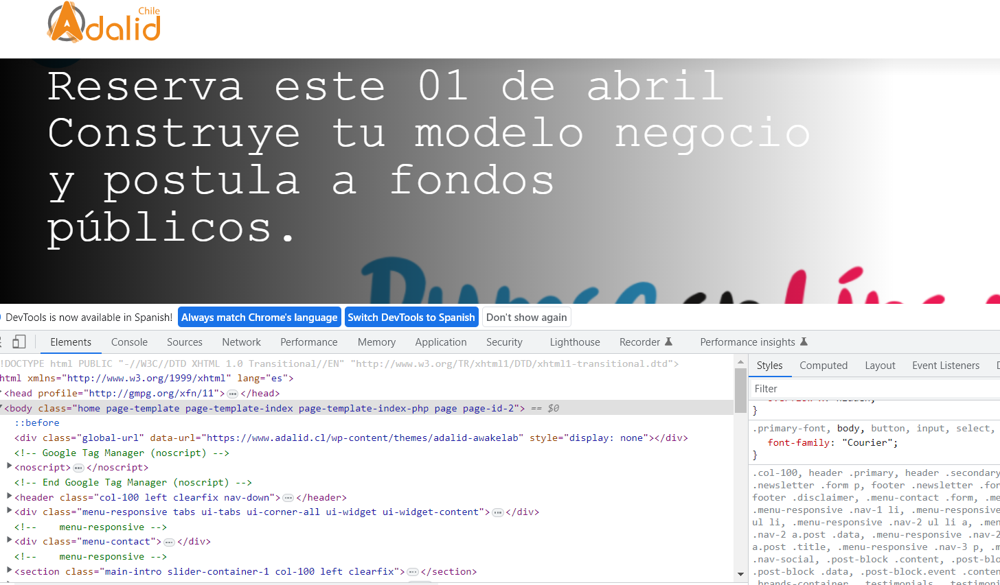 Chile
Adalid
Reserva este 01 de abril
Construye tu modelo negocio
y postula a fondos
públicos.
DevTools is now available in Spanish! Always match Chrome's language Switch DevTools to Spanish Don't show again
Elements Console Sources Network Performance Memory Application Security Lighthouse Recorder Performance insights
!DOCTYPE html PUBLIC "-//W3C//DTD XHTML 1.0 Transitional//EN" "http://www.w3.org/TR/xhtml1/DTD/xhtml1-transitional.dtd">
html xmlns="http://www.w3.org/1999/xhtml" lang="es">
<head profile="http://gmpg.org/xfn/11"> ••• </head>
<body class="home page-template page-template-index page-template-index-php page page-id-2"> == $0
::before
<div class="global-url" data-url="https://www.adalid.cl/wp-content/themes/adalid-awakelab" style="display: none"></div>
<!-- Google Tag Manager (noscript) -->
<noscript> ••• </noscript>
<!-- End Google Tag Manager (noscript) -->
<header class="col-100 left clearfix nav-down"> ••• </header>
<div class="menu-responsive tabs ui-tabs ui-corner-all ui-widget ui-widget-content"> ••• </div>
<!-- menu-responsive -->
<div class="menu-contact"> ••• </div>
<!-- menu-responsive -->
<section class="main-intro slider-container-1 col-100 left clearfix"> ••• </section>
Styles Computed Layout Event Listeners
Filter
}
.primary-font, body, button, input, select,
font-family: "Courier";
}
.col-100, header .primary, header .secondary
.newsletter .form p, footer .newsletter .for
footer .disclaimer, .menu-contact .form, .me
.menu-responsive .nav-1 li, .menu-responsive
ul li, .menu-responsive .nav-2 ul li a, .men
.nav-2 a.post .data, .menu-responsive .nav-2
a.post .title, .menu-responsive .nav-3 p, .m
.nav-social, .post-block .content, .post-blo
.post-block .data, .post-block.event .conten
.brands-container, .testimonials, .testimoni